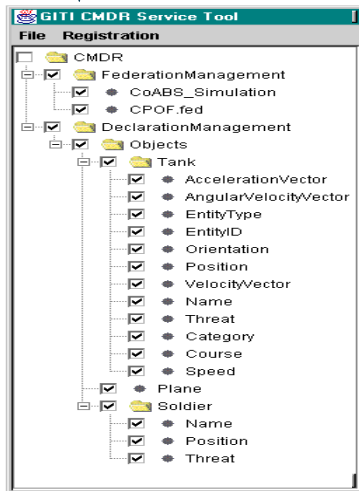 GITI CMDR Service Tool
File Registration
CMDR
FederationManagement
CoABS_Simulation
CPOF.fed
DeclarationManagement
Objects
Tank
AccelerationVector
AngularVelocityVector
EntityType
EntityID
Orientation
Position
VelocityVector
Name
Threat
Category
Course
Speed
Plane
Soldier
Name
Position
Threat